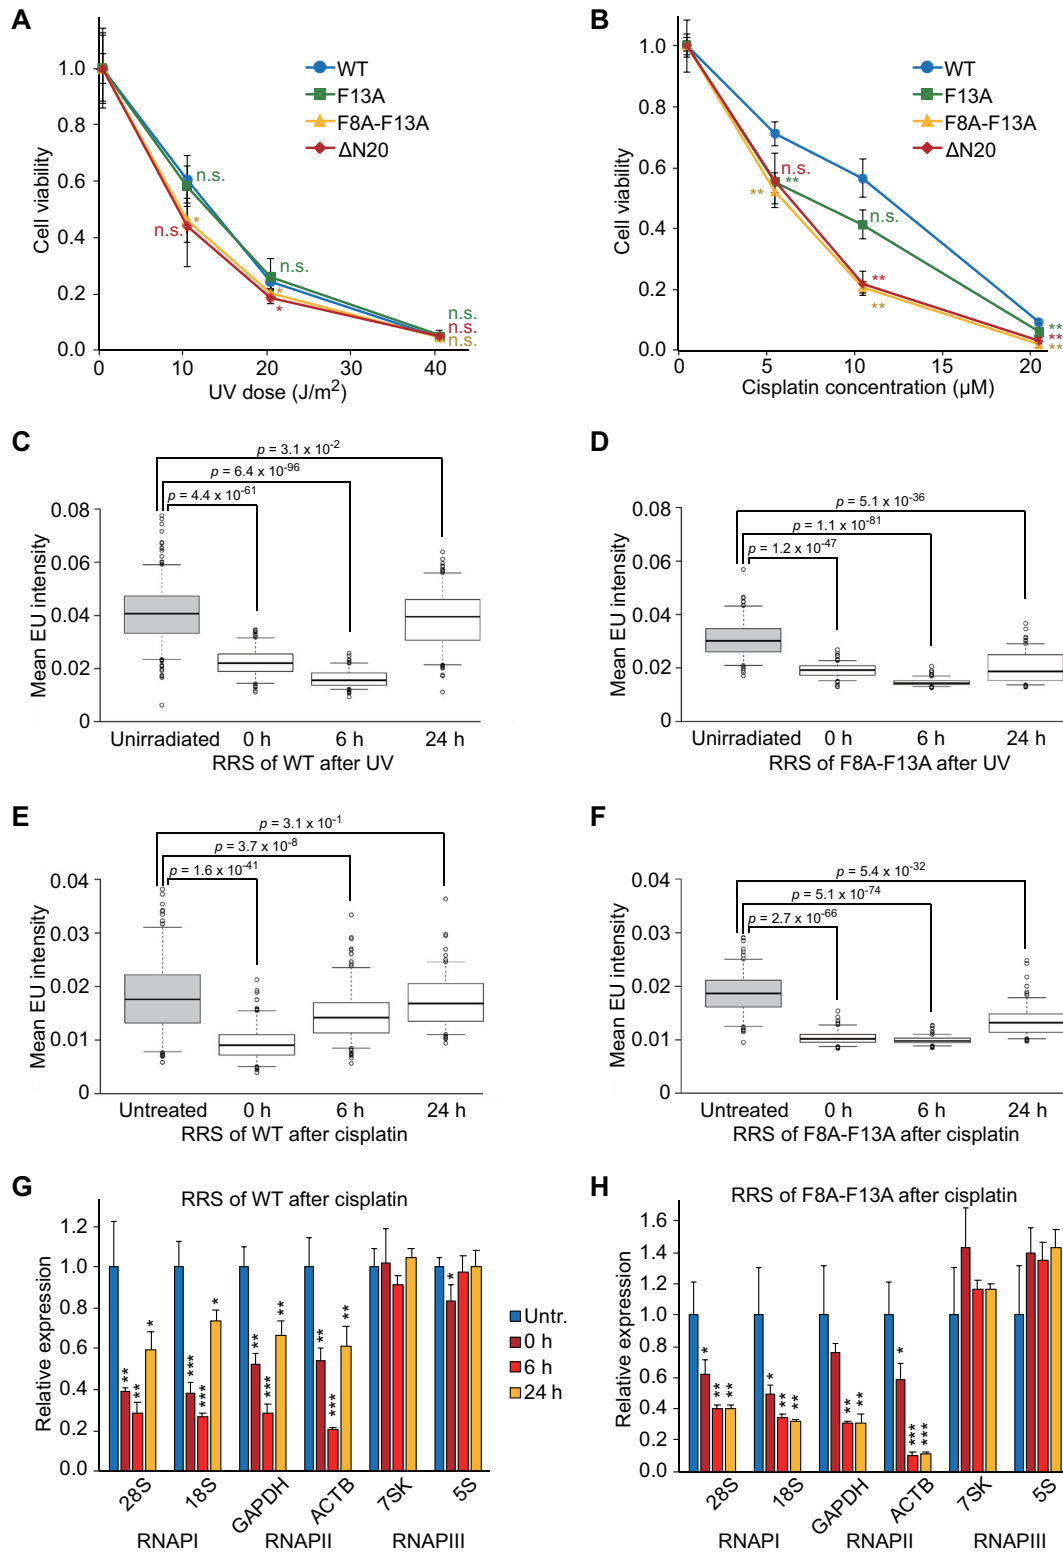 A
WT
F13A
F8A-F13A
ΔN20
1.0
0.8
0.6
0.4
0.2
0.0
Cell viability
n.s.
*
n.s.
n.s.
*
*
n.s.
n.s.
n.s.
0 10 20 30 40
UV dose (J/m²)
B
WT
F13A
F8A-F13A
ΔN20
1.0
0.8
0.6
0.4
0.2
0.0
Cell viability
n.s.
**
**
n.s.
**
**
**
**
**
0 5 10 15 20
Cisplatin concentration (µM)
C
p = 3.1 x 10-2
p = 6.4 x 10-96
p = 4.4 x 10-61
0.08
0.06
0.04
0.02
0
Mean EU intensity
Unirradiated 0 h 6 h 24 h
RRS of WT after UV
D
p = 5.1 x 10-36
p = 1.1 x 10-81
p = 1.2 x 10-47
0.08
0.06
0.04
0.02
0
Mean EU intensity
Unirradiated 0 h 6 h 24 h
RRS of F8A-F13A after UV
E
p = 3.1 x 10-1
p = 3.7 x 10-8
p = 1.6 x 10-41
0.04
0.03
0.02
0.01
0
Mean EU intensity
Untreated 0 h 6 h 24 h
RRS of WT after cisplatin
F
p = 5.4 x 10-32
p = 5.1 x 10-74
p = 2.7 x 10-66
0.04
0.03
0.02
0.01
0
Mean EU intensity
Untreated 0 h 6 h 24 h
RRS of F8A-F13A after cisplatin
G
RRS of WT after cisplatin
1.2
1.0
0.8
0.6
0.4
0.2
0.0
Relative expression
** ** * *** *** * ** *** ** ** *** ** *
Untr.
0 h
6 h
24 h
28S 18S GAPDH ACTB 7SK 5S
RNAPI RNAPII RNAPIII
H
RRS of F8A-F13A after cisplatin
1.6
1.4
1.2
1.0
0.8
0.6
0.4
0.2
0.0
Relative expression
* ** ** * ** ** ** ** * *** ***
28S 18S GAPDH ACTB 7SK 5S
RNAPI RNAPII RNAPIII